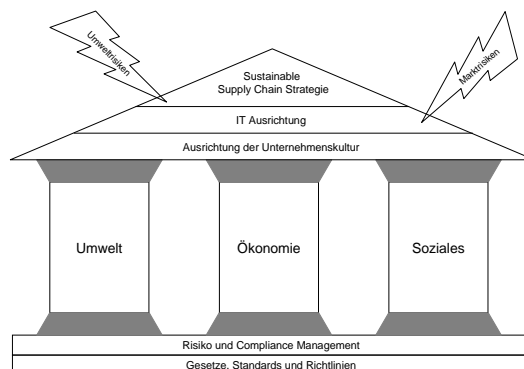 Umweltrisiken
Marktrisiken
Sustainable
Supply Chain Strategie
IT Ausrichtung
Ausrichtung der Unternehmenskultur
Umwelt
Ökonomie
Soziales
Risiko und Compliance Management
Gesetze, Standards und Richtlinien